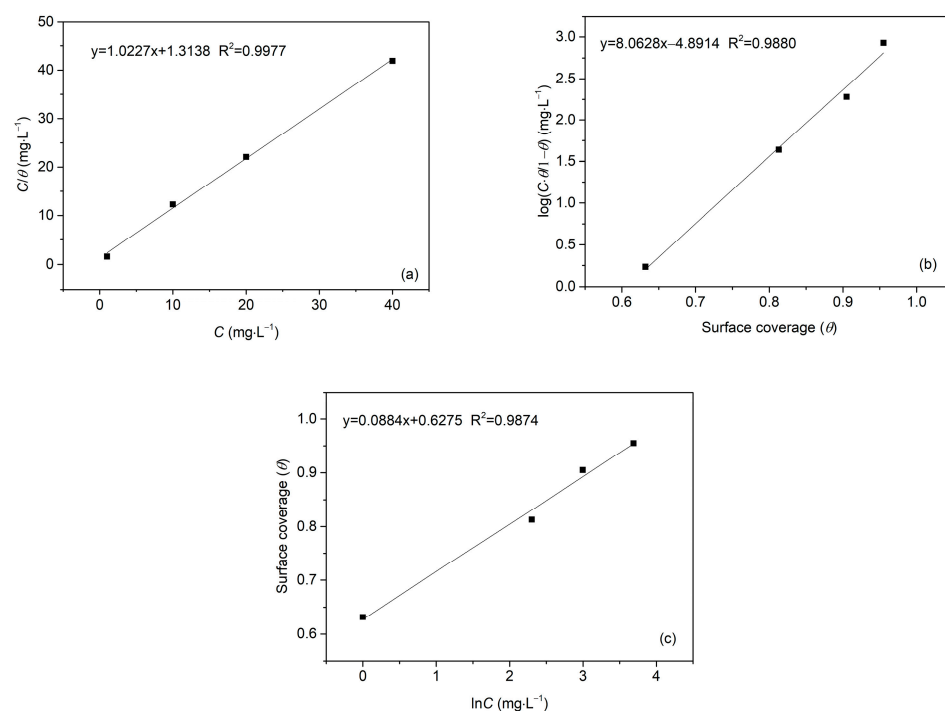 y=1.0227x+1.3138 R²=0.9977
50
40
30
20
10
0
C/θ (mg·L⁻¹)
0 10 20 30 40
C (mg·L⁻¹)
(a)
y=8.0628x−4.8914 R²=0.9880
3.0
2.5
2.0
1.5
1.0
0.5
0.0
log(C·θ/1−θ) (mg·L⁻¹)
0.6 0.7 0.8 0.9 1.0
Surface coverage (θ)
(b)
y=0.0884x+0.6275 R²=0.9874
1.0
0.9
0.8
0.7
0.6
Surface coverage (θ)
0 1 2 3 4
lnC (mg·L⁻¹)
(c)